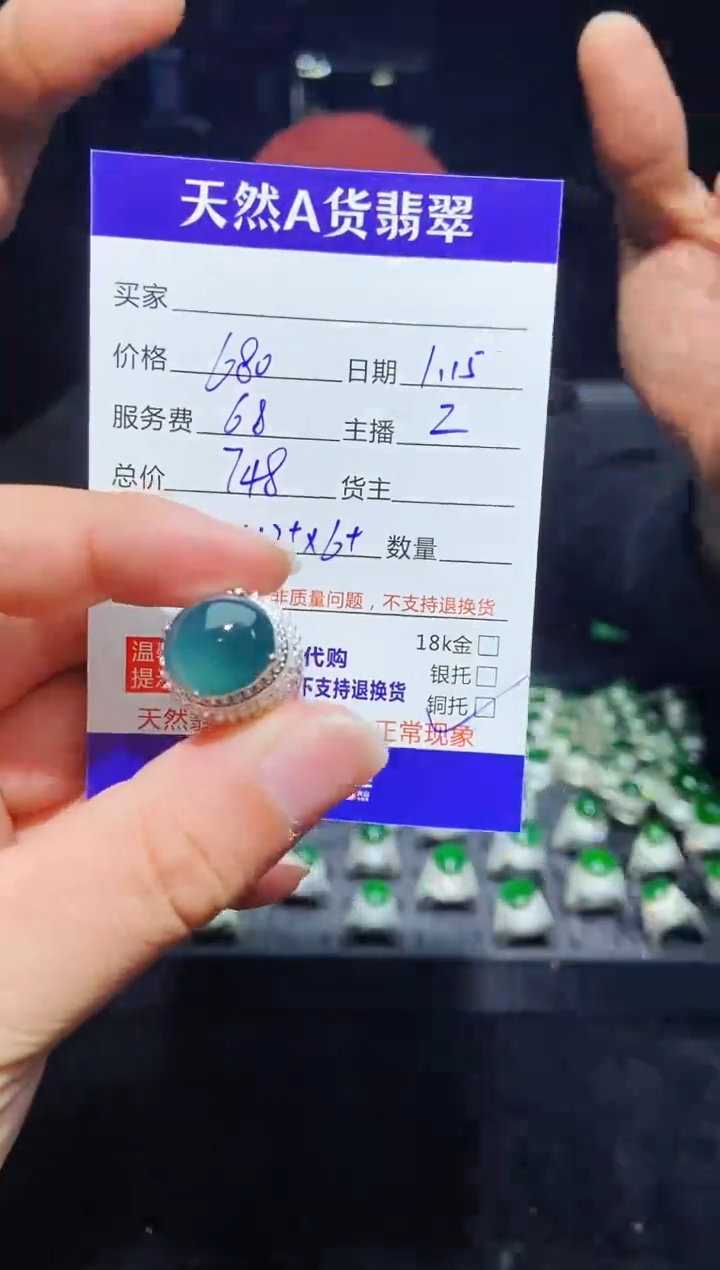 天然A货翡翠
买家
价格 680 日期 1.15
服务费 68 主播 2
总价 748 货主
x6+ 数量
非质量问题，不支持退换货
18k金
温 代购 银托
提 不支持退换货 铜托
天然 正常现象